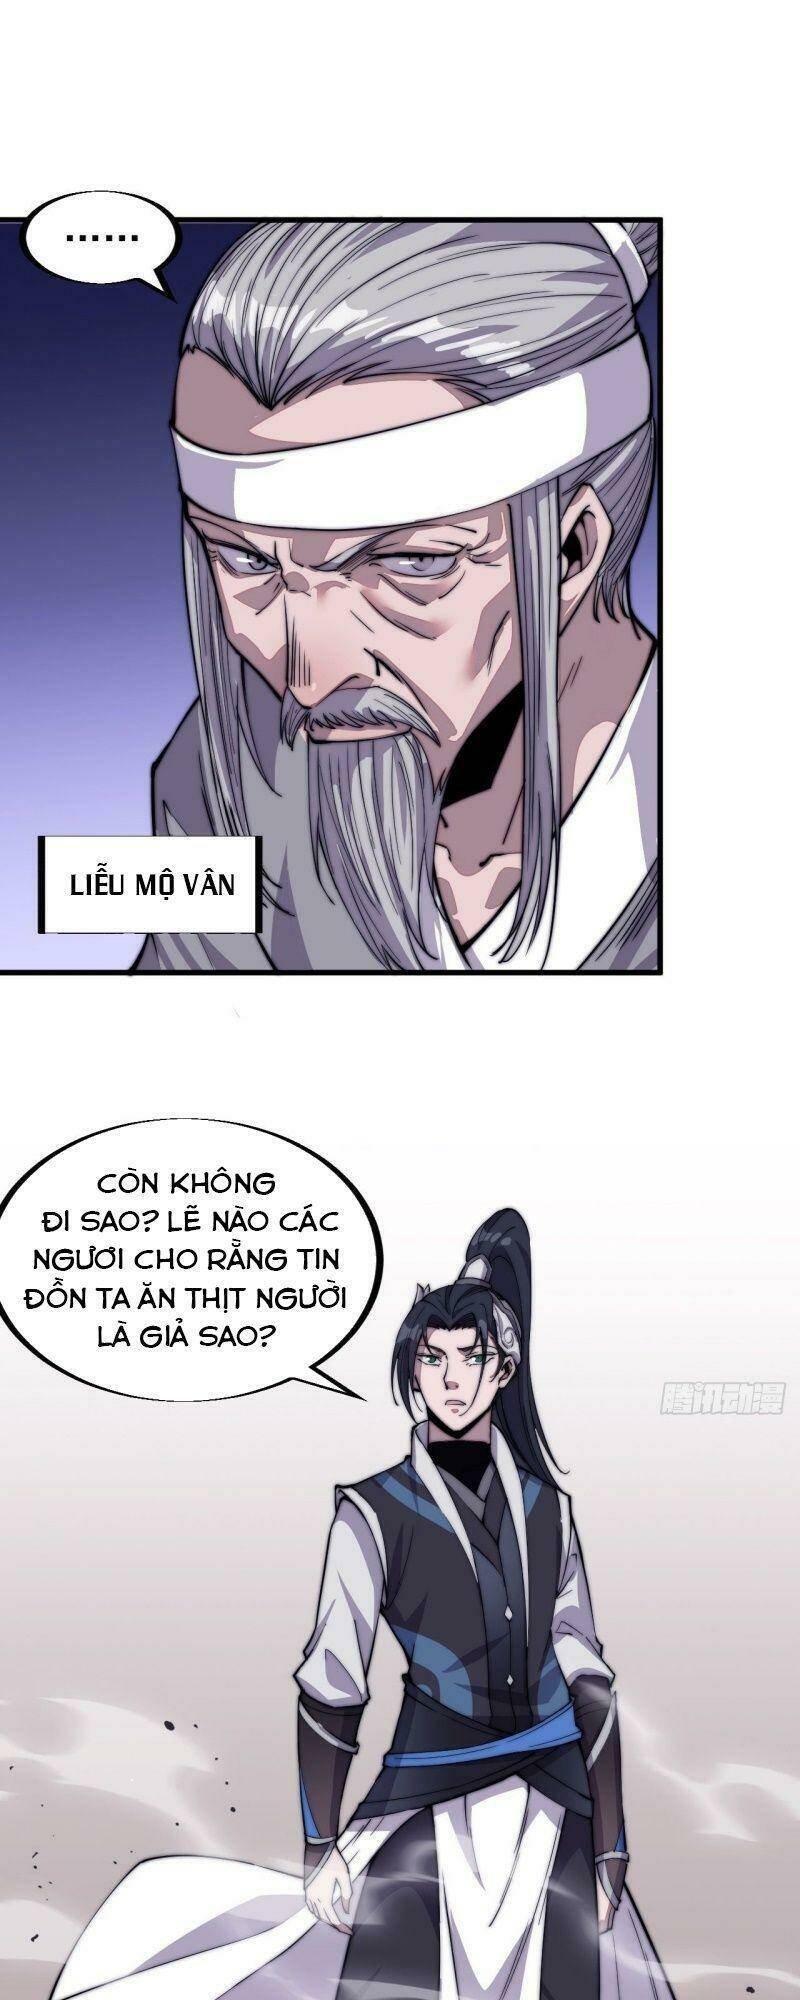 ......
LIỄU MỘ VÂN
CÒN KHÔNG
ĐI SAO? LẼ NÀO CÁC
NGƯƠI CHO RẰNG TIN
ĐỒN TA ĂN THỊT NGƯỜI
LÀ GIẢ SAO?
腾讯动漫